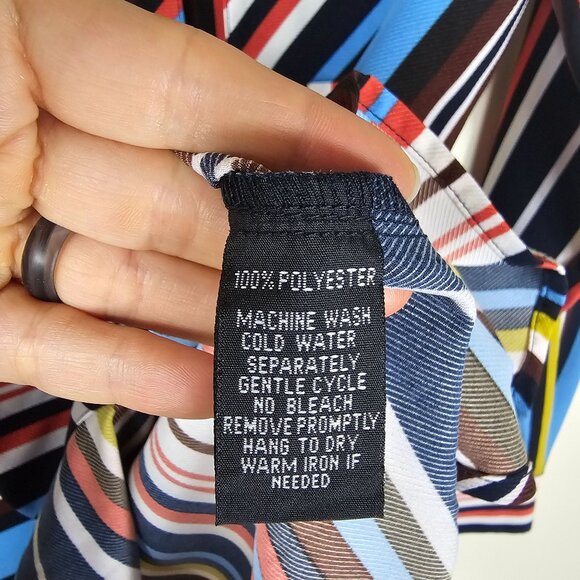 100% POLYESTER
MACHINE WASH
COLD WATER
SEPARATELY
GENTLE CYCLE
NO BLEACH
REMOVE PROMPTLY
HANG TO DRY
WARM IRON IF
NEEDED